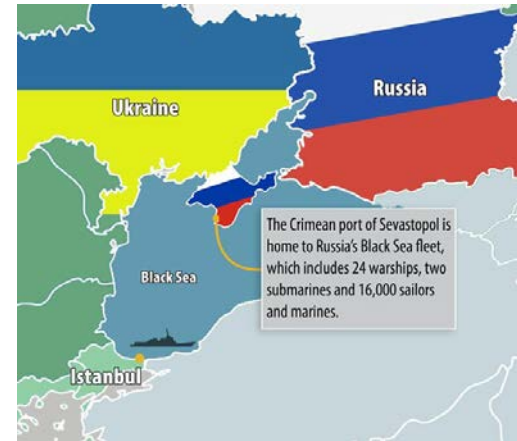 Ukraine
Russia
The Crimean port of Sevastopol is
home to Russia's Black Sea fleet,
which includes 24 warships, two
submarines and 16,000 sailors
and marines.
Black Sea
Istanbul